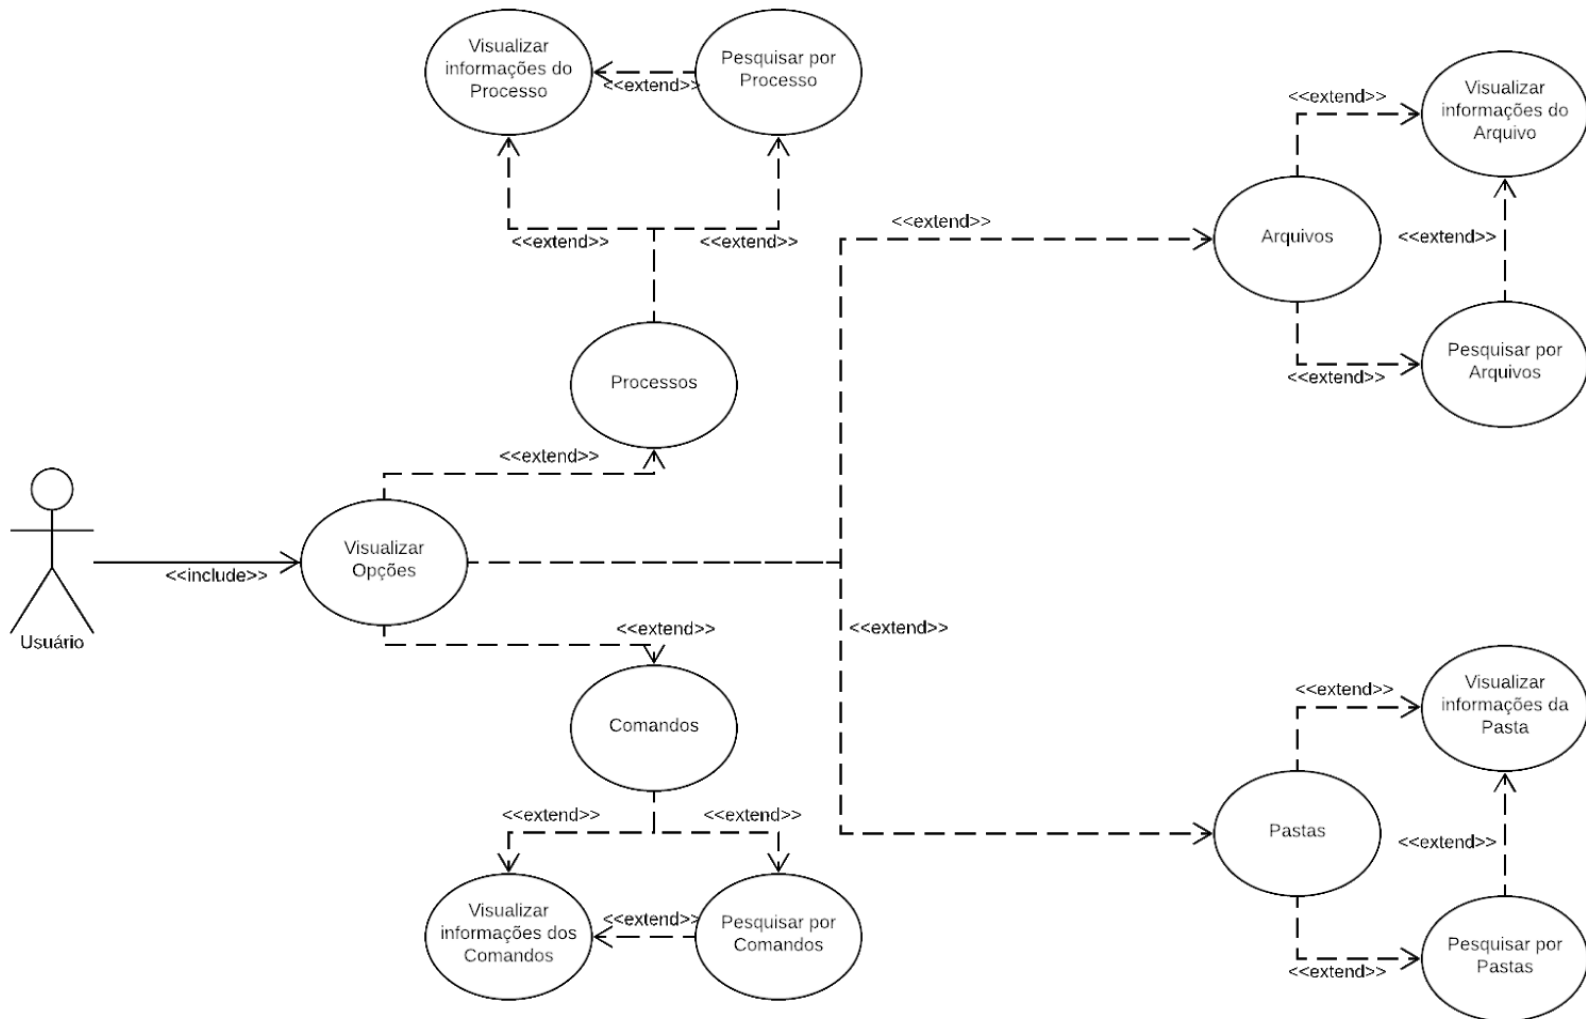 Visualizar
informações do
Processo
<<extend>>
Pesquisar por
Processo
<<extend>>
<<extend>>
Processos
<<extend>>
Usuário
<<include>>
Visualizar
Opções
<<extend>>
Comandos
<<extend>>
<<extend>>
Visualizar
informações dos
Comandos
<<extend>>
Pesquisar por
Comandos
<<extend>>
<<extend>>
Arquivos
<<extend>>
Visualizar
informações do
Arquivo
<<extend>>
<<extend>>
Pesquisar por
Arquivos
<<extend>>
Pastas
<<extend>>
Visualizar
informações da
Pasta
<<extend>>
<<extend>>
Pesquisar por
Pastas